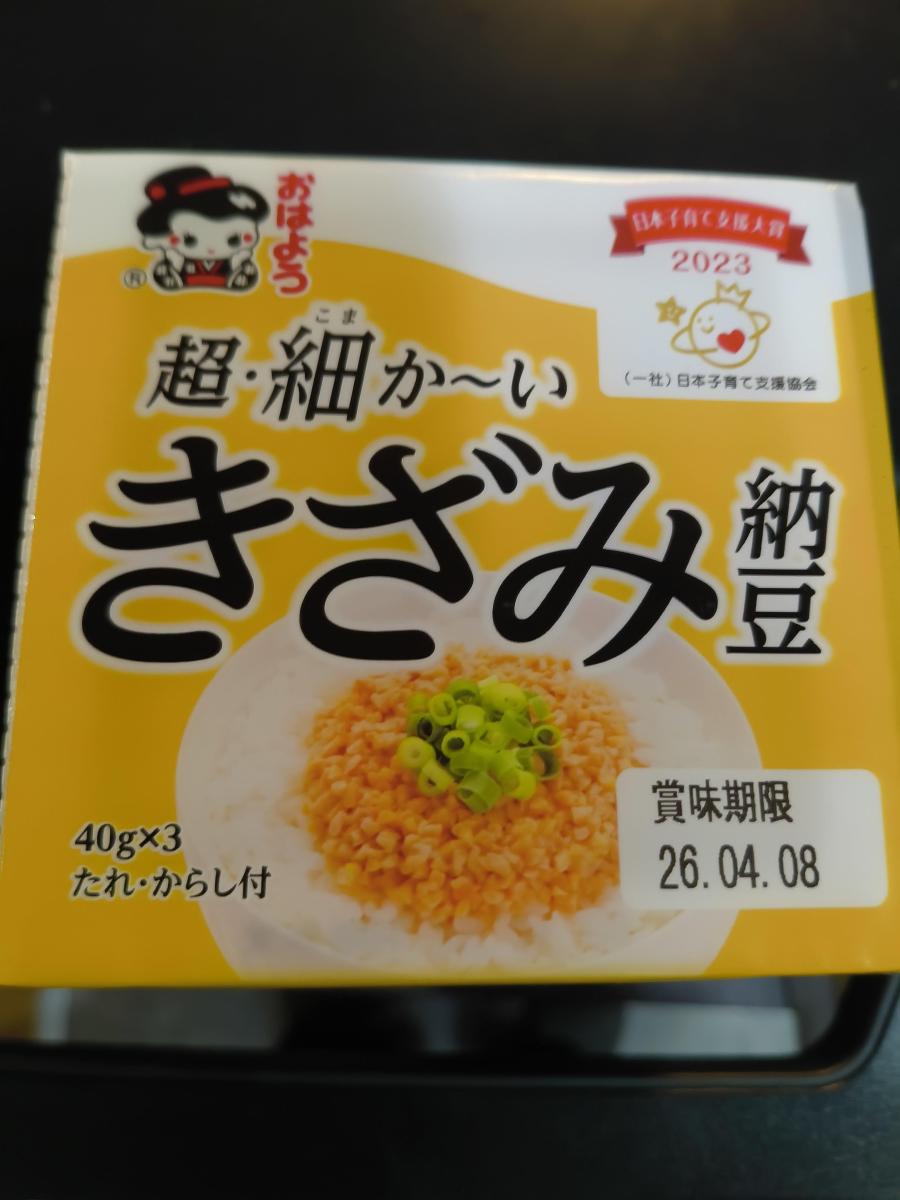 おはよう
®
日本子育て支援大賞
2023
(一社)日本子育て支援協会
こま
超・細か〜い
きざみ
納豆
40g×3
たれ・からし付
賞味期限
26.04.08